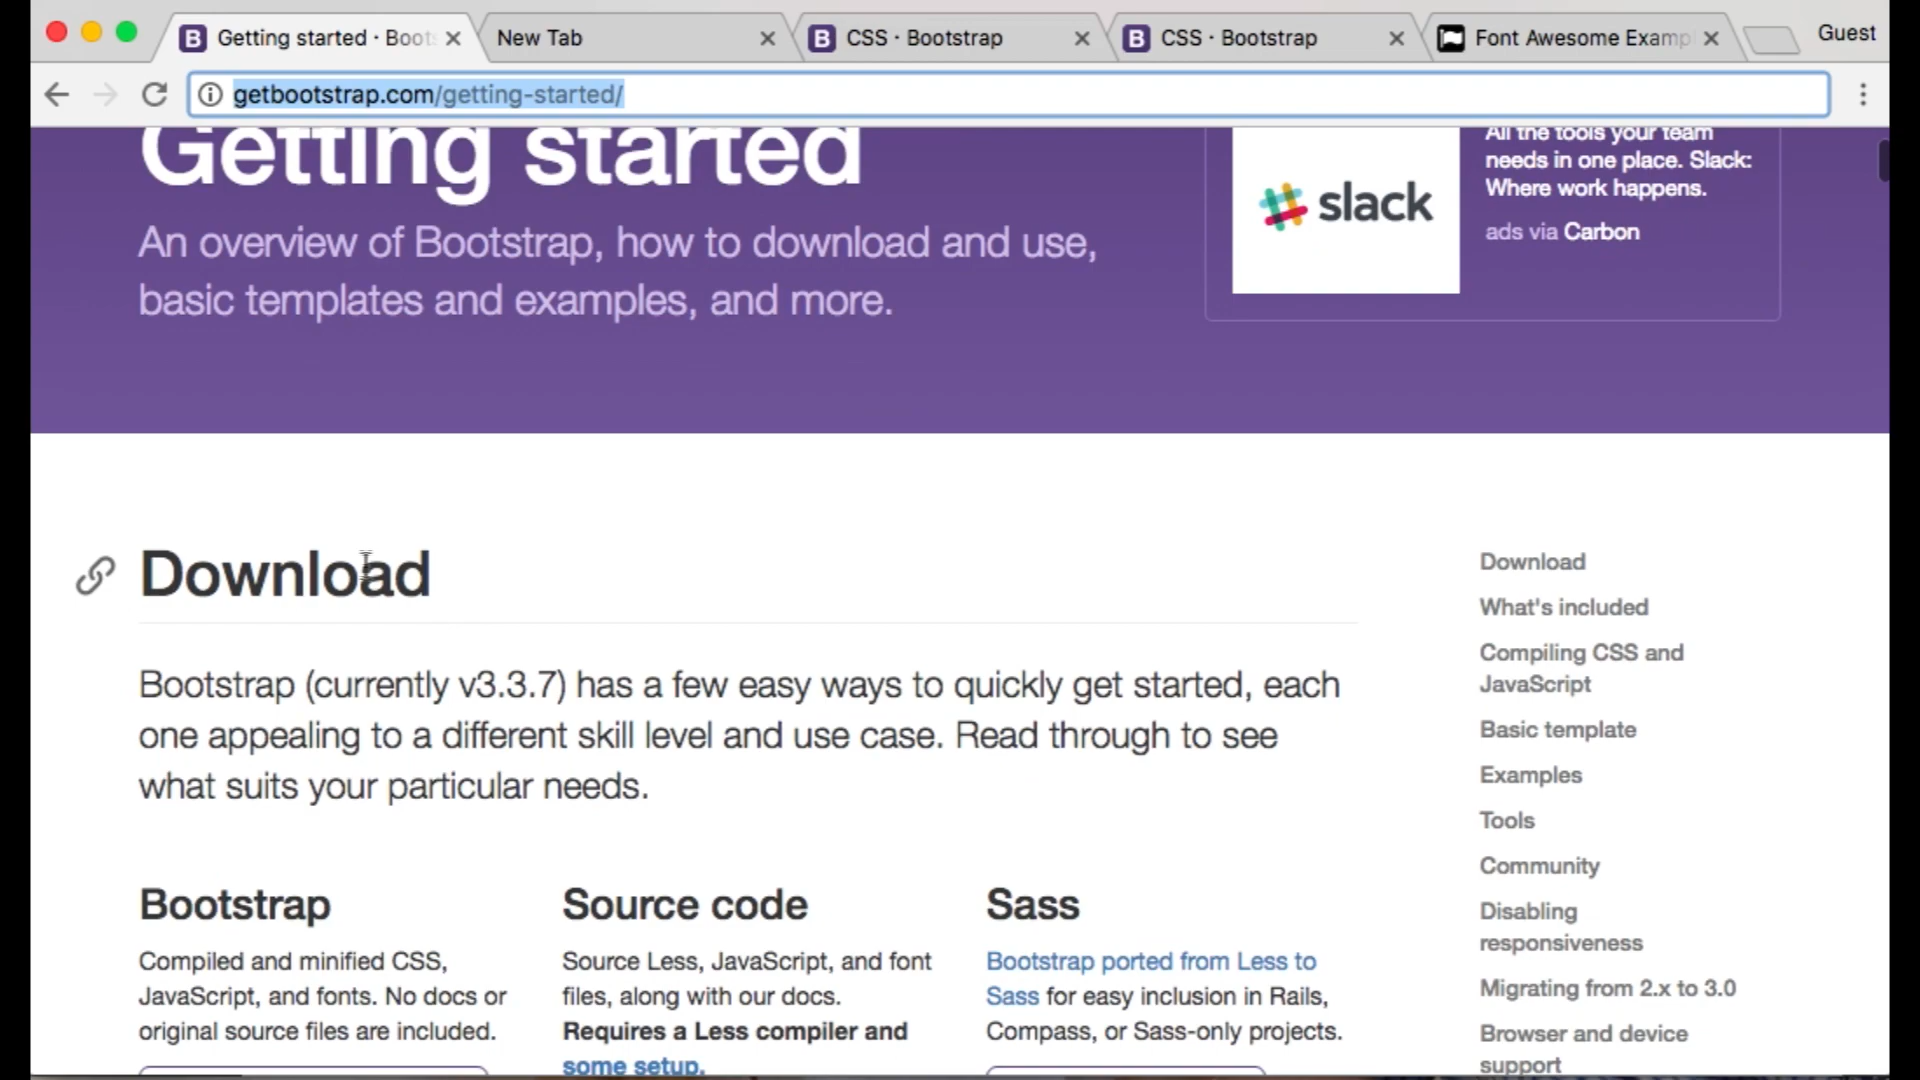 Getting started · Boots
New Tab
CSS · Bootstrap
CSS · Bootstrap
Font Awesome Exampl
Guest
getbootstrap.com/getting-started/
Getting started
An overview of Bootstrap, how to download and use,
basic templates and examples, and more.
slack
All the tools your team
needs in one place. Slack:
Where work happens.
ads via Carbon
Download
Bootstrap (currently v3.3.7) has a few easy ways to quickly get started, each
one appealing to a different skill level and use case. Read through to see
what suits your particular needs.
Bootstrap
Compiled and minified CSS,
JavaScript, and fonts. No docs or
original source files are included.
Source code
Source Less, JavaScript, and font
files, along with our docs.
Requires a Less compiler and
some setup.
Sass
Bootstrap ported from Less to
Sass for easy inclusion in Rails,
Compass, or Sass-only projects.
Download
What's included
Compiling CSS and
JavaScript
Basic template
Examples
Tools
Community
Disabling
responsiveness
Migrating from 2.x to 3.0
Browser and device
support